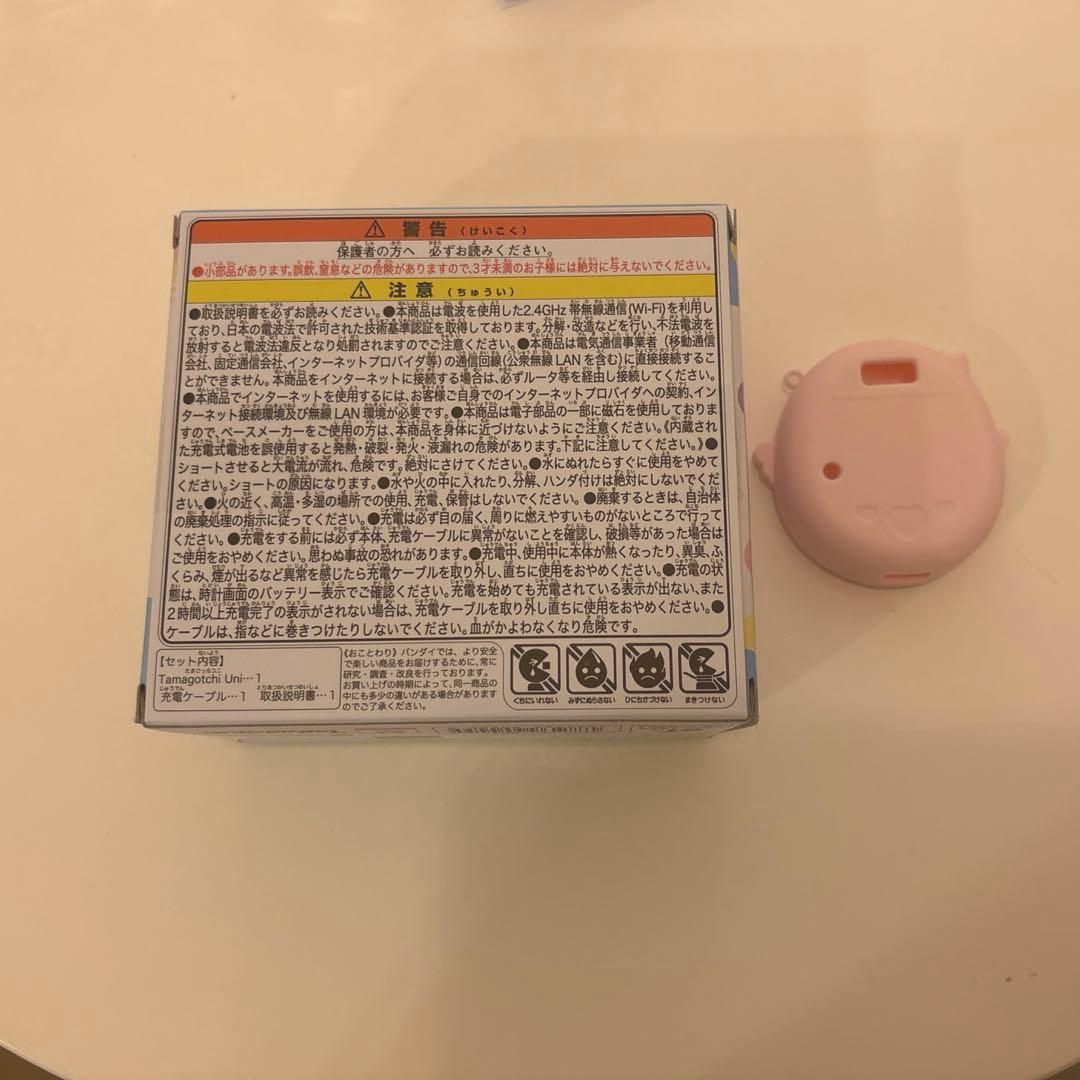 警告（けいこく）
保護者の方へ 必ずお読みください。
●小部品があります。誤飲、窒息などの危険がありますので、3才未満のお子様には絶対に与えないでください。
注意（ちゅうい）
●取扱説明書を必ずお読みください。●本商品は電波を使用した2.4GHz 帯無線通信(Wi-Fi)を利用し
ており、日本の電波法で許可された技術基準認証を取得しております。分解・改造などを行い、不法電波を
放射すると電波法違反となり処罰されますのでご注意ください。●本商品は電気通信事業者（移動通信
会社、固定通信会社、インターネットプロバイダ等）の通信回線(公衆無線 LAN を含む)に直接接続するこ
とができません。本商品をインターネットに接続する場合は、必ずルータ等を経由し接続してください。
●本商品でインターネットを使用するには、お客様ご自身でのインターネットプロバイダへの契約、イン
ターネット接続環境及び無線 LAN 環境が必要です。●本商品は電子部品の一部に磁石を使用しておりま
すので、ペースメーカーをご使用の方は、本商品を身体に近づけないようにご注意ください。《内蔵され
た充電式電池を誤使用すると発熱・破裂・発火・液漏れの危険があります。下記に注意してください。》●
ショートさせると大電流が流れ、危険です。絶対にさけてください。●水にぬれたらすぐに使用をやめて
ください。ショートの原因になります。●水や火の中に入れたり、分解、ハンダ付けは絶対にしないでくだ
さい。●火の近く、高温・多湿の場所での使用、充電、保管はしないでください。●廃棄するときは、自治体
の廃棄処理の指示に従ってください。●充電は必ず目の届く、周りに燃えやすいものがないところで行って
ください。●充電をする前には必ず本体、充電ケーブルに異常がないことを確認し、破損等があった場合は
ご使用をおやめください。思わぬ事故の恐れがあります。●充電中、使用中に本体が熱くなったり、異臭、ふ
くらみ、煙が出るなど異常を感じたら充電ケーブルを取り外し、直ちに使用をおやめください。●充電の状
態は、時計画面のバッテリー表示でご確認ください。充電を始めても充電されている表示が出ない、また
2時間以上充電完了の表示がされない場合は、充電ケーブルを取り外し直ちに使用をおやめください。●
ケーブルは、指などに巻きつけたりしないでください。血がかよわなくなり危険です。
【セット内容】
Tamagotchi Uni…1
充電ケーブル…1 取扱説明書…1
《おことわり》バンダイでは、より安全
で楽しい商品をお届けするために、常に
研究・調査・改良を行っております。
お買い上げの時期によって、同一商品の
中にも多少の違いがある場合があります
のでご了承ください。
くちにいれない みずにぬらさない ひにちかづけない まきつけない